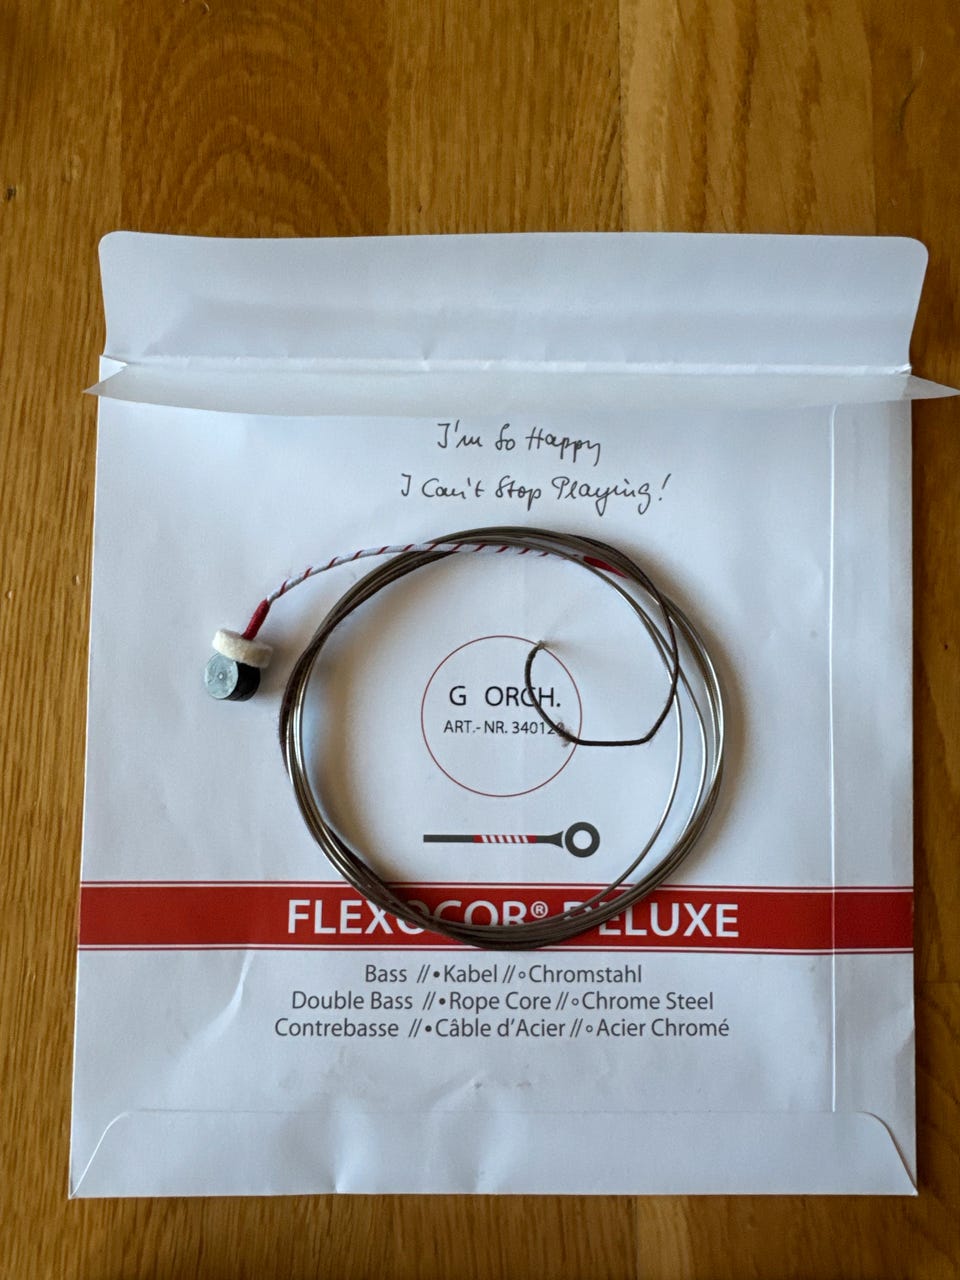 I'm So Happy
I Can't Stop Playing!
G ORCH.
ART.- NR. 34012
FLEXOCOR® DELUXE
Bass //•Kabel //◦Chromstahl
Double Bass //•Rope Core //◦Chrome Steel
Contrebasse //•Câble d'Acier //◦Acier Chromé